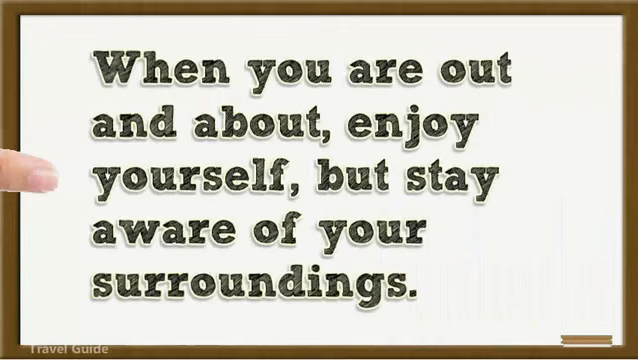 When you are out
and about, enjoy
yourself, but stay
aware of your
surroundings.
Travel Guide